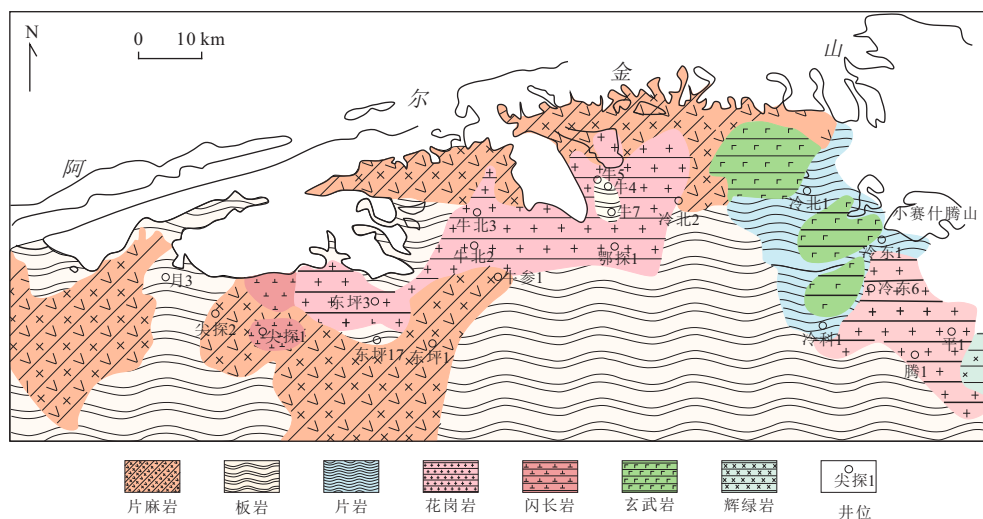 N
0 10 km
阿
尔
金
山
牛5
牛4
牛7
冷北2
冷北1
小赛什腾山
冷东1
牛北3
牛北2
鄂探1
牛参1
月3
东坪3
冷东6
尖探2
尖探1
东坪17
东坪1
冷科1
平1
腾1
片麻岩
板岩
片岩
花岗岩
闪长岩
玄武岩
辉绿岩
尖探1
井位